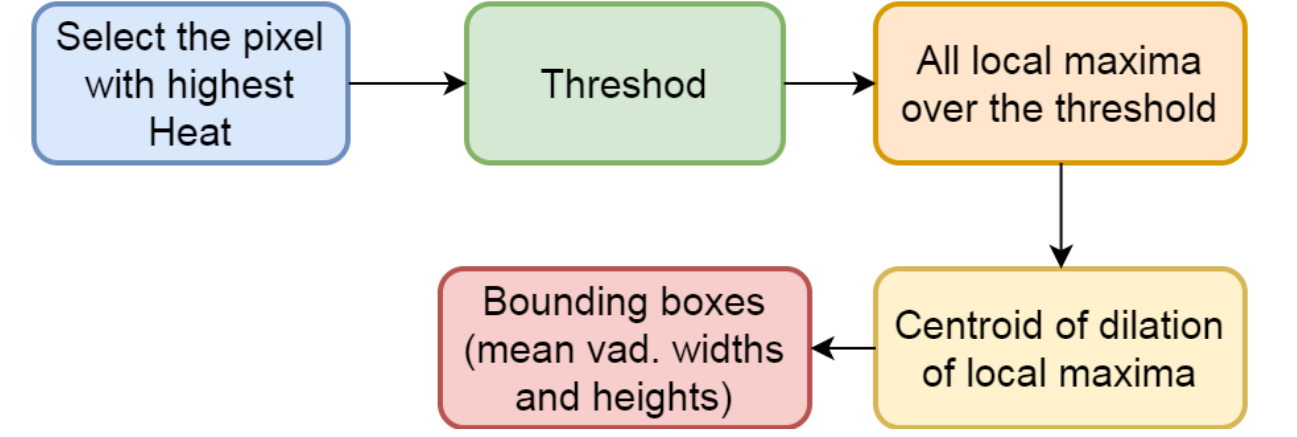 Select the pixel
with highest
Heat
Threshod
All local maxima
over the threshold
Centroid of dilation
of local maxima
Bounding boxes
(mean vad. widths
and heights)